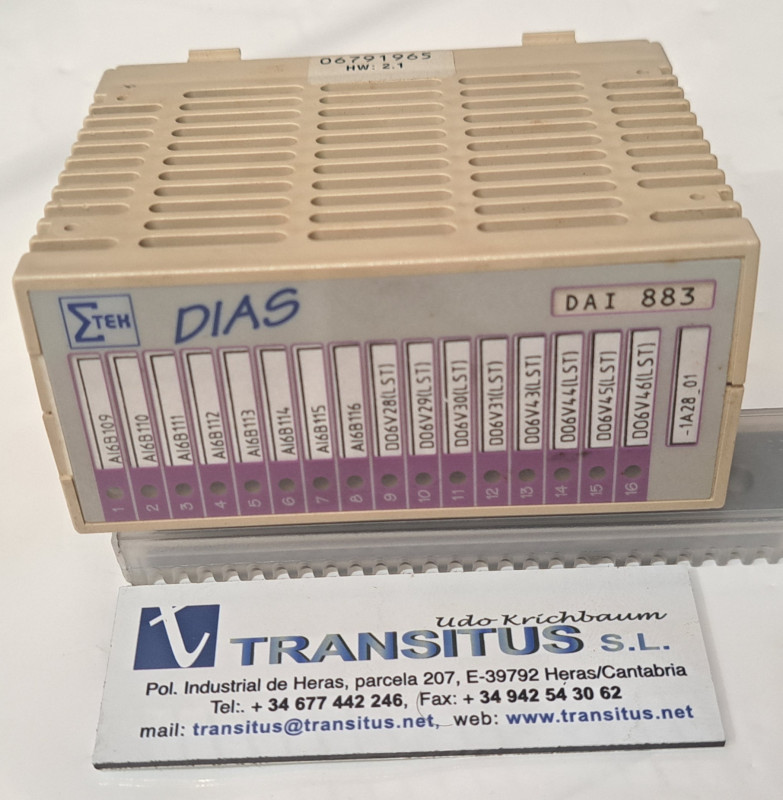 06791965
HW: 2.1
ΣTEK DIAS
DAI 883
AI6B109
AI6B110
AI6B111
AI6B112
AI6B113
AI6B114
AI6B115
AI6B116
DO6V28(LST)
DO6V29(LST)
DO6V30(LST)
DO6V31(LST)
DO6V43(LST)
DO6V44(LST)
DO6V45(LST)
DO6V46(LST)
-1A28_01
1 2 3 4 5 6 7 8 9 10 11 12 13 14 15 16
t
Udo Krichbaum
TRANSITUS S.L.
Pol. Industrial de Heras, parcela 207, E-39792 Heras/Cantabria
Tel:. + 34 677 442 246, Fax: + 34 942 54 30 62
mail: transitus@transitus.net, web: www.transitus.net